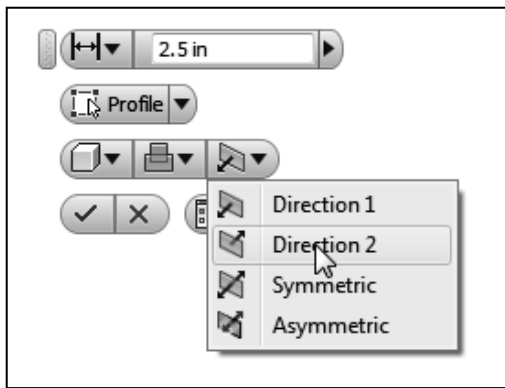 2.5 in
Profile
Direction 1
Direction 2
Symmetric
Asymmetric